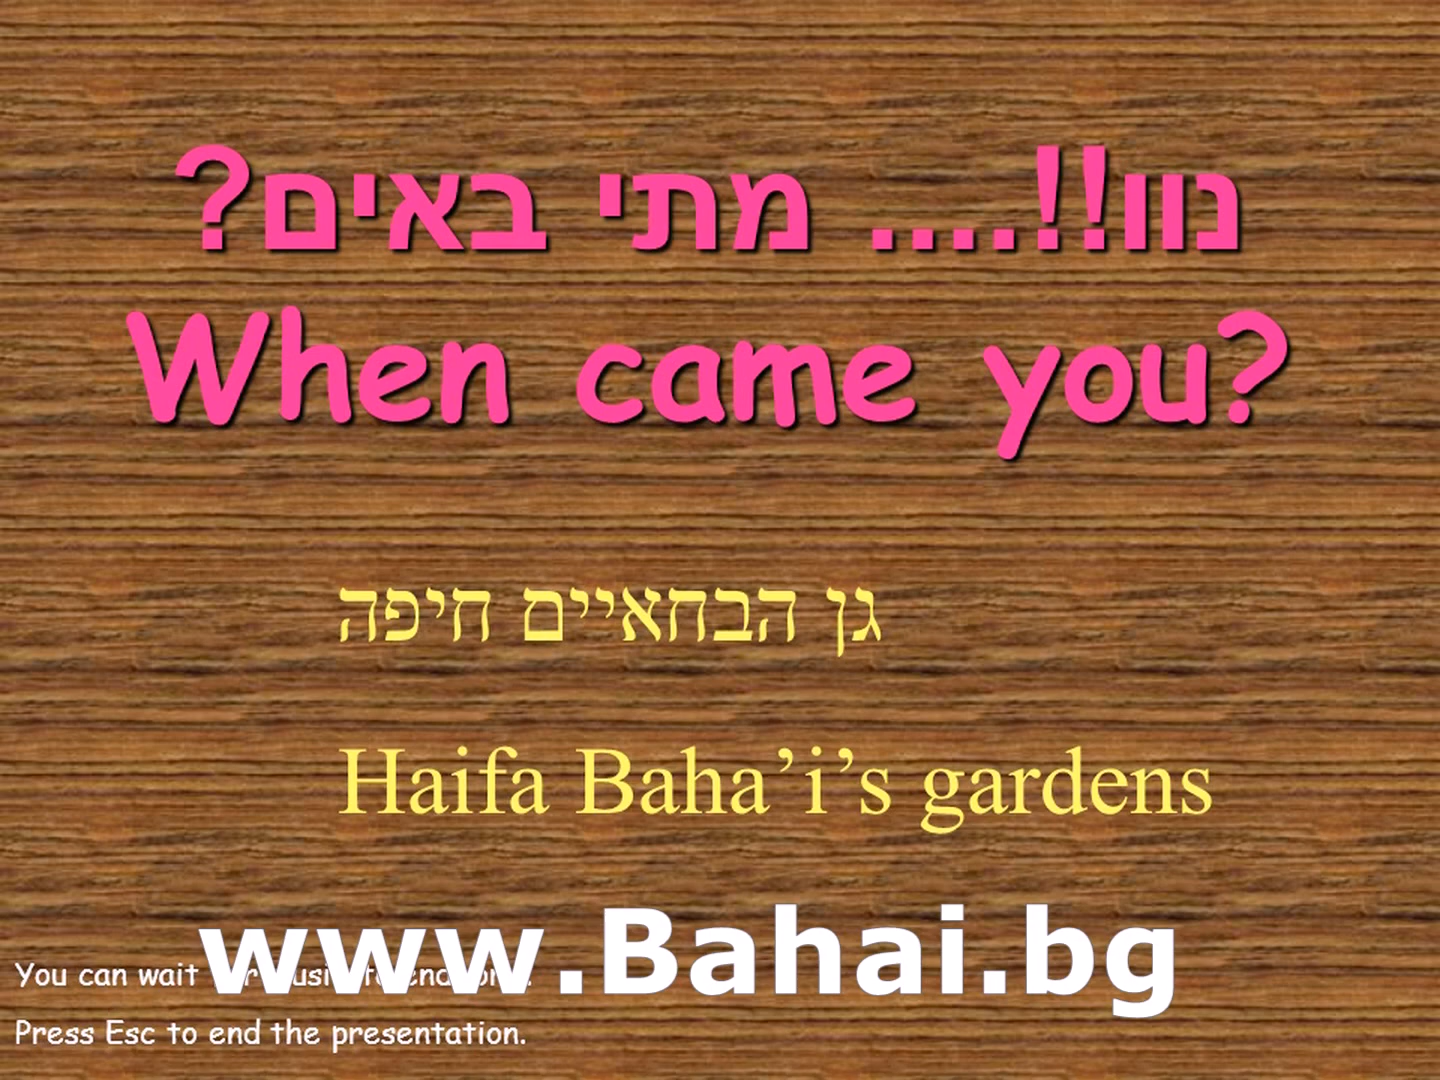 נוו!!.... מתי באים?
When came you?
גן הבחאיים חיפה
Haifa Baha’i’s gardens
www.Bahai.bg
You can wait
Press Esc to end the presentation.